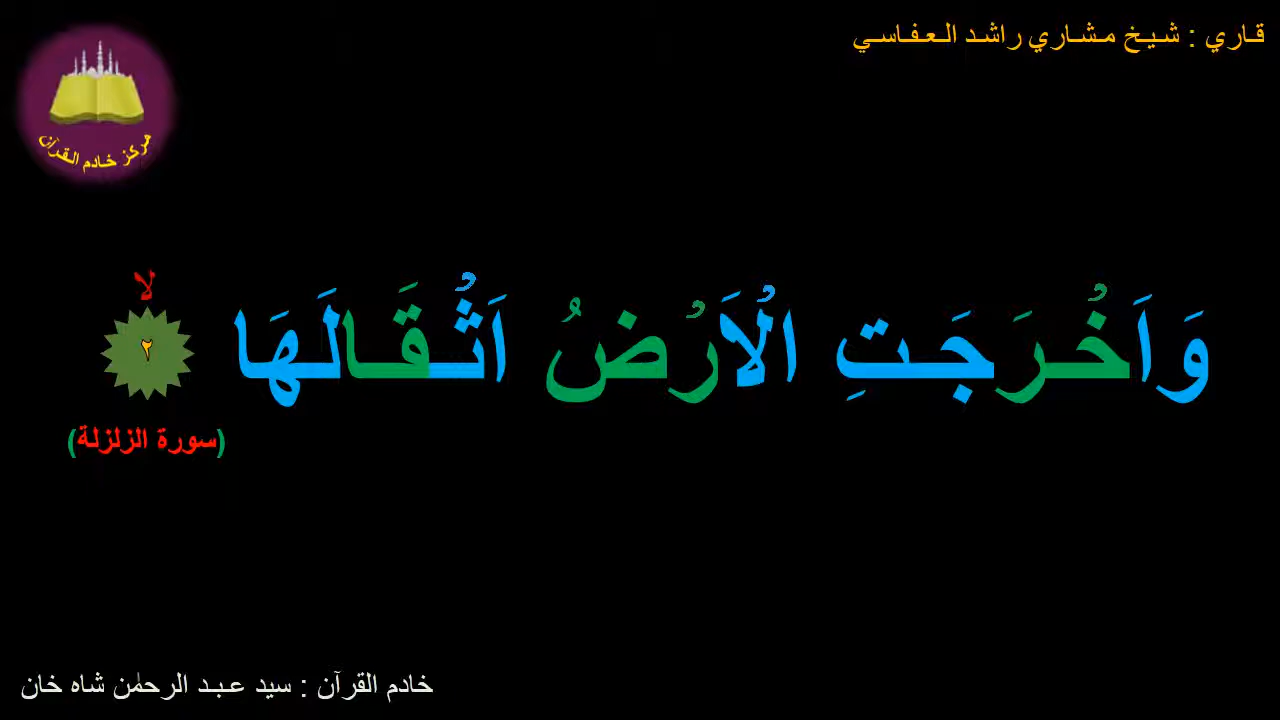 قاري : شيخ مشاري راشد العفاسي
مركز خادم القرآن
وَاَخْرَجَتِ الْاَرْضُ اَثْقَالَهَا ۙ ٢
(سورة الزلزلة)
خادم القرآن : سيد عبد الرحمٰن شاه خان